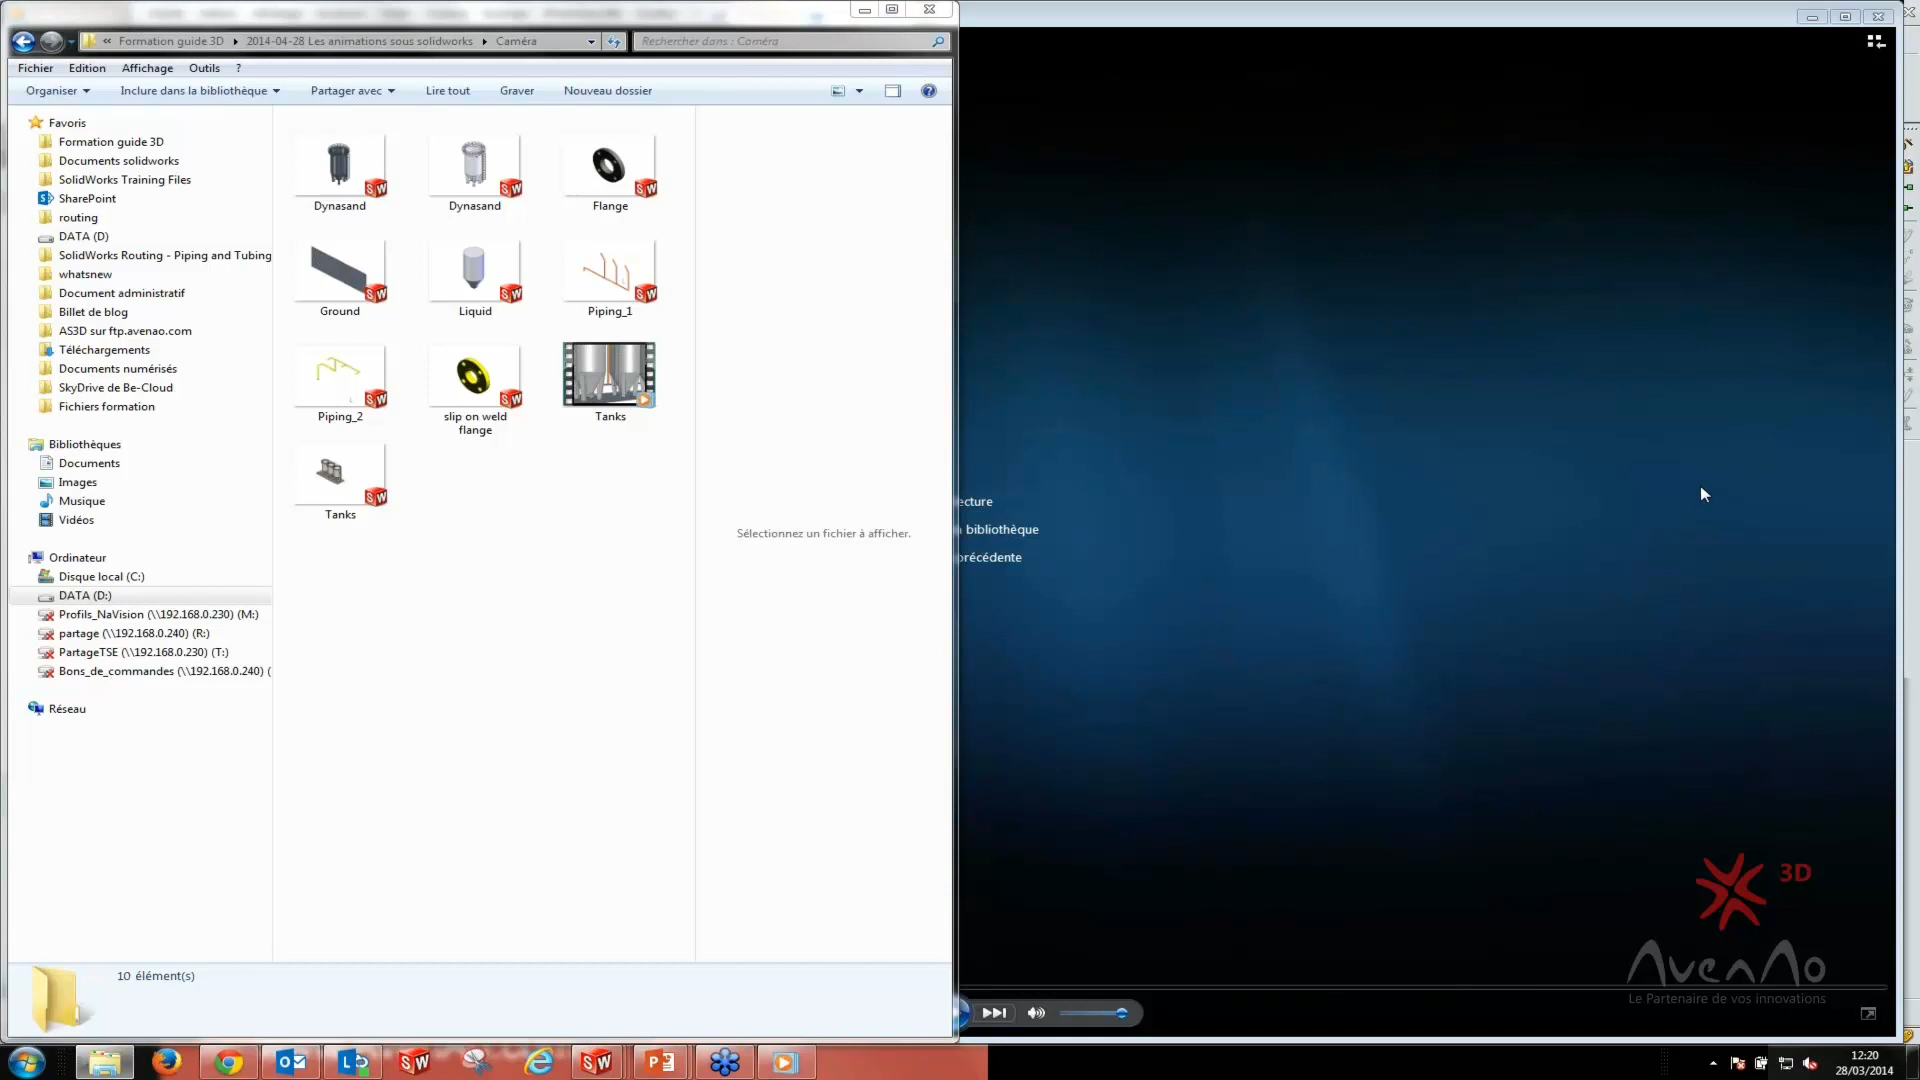 « Formation guide 3D 2014-04-28 Les animations sous solidworks Caméra
Rechercher dans : Caméra
Fichier Edition Affichage Outils ?
Organiser Inclure dans la bibliothèque Partager avec Lire tout Graver Nouveau dossier
Favoris
Formation guide 3D
Documents solidworks
SolidWorks Training Files
SharePoint
routing
DATA (D)
SolidWorks Routing - Piping and Tubing
whatsnew
Document administratif
Billet de blog
AS3D sur ftp.avenao.com
Téléchargements
Documents numérisés
SkyDrive de Be-Cloud
Fichiers formation
Bibliothèques
Documents
Images
Musique
Vidéos
Ordinateur
Disque local (C:)
DATA (D:)
Profils_NaVision (\\192.168.0.230) (M:)
partage (\\192.168.0.240) (R:)
PartageTSE (\\192.168.0.230) (T:)
Bons_de_commandes (\\192.168.0.240) (
Réseau
Dynasand Dynasand Flange
Ground Liquid Piping_1
Piping_2 slip on weld flange Tanks
Tanks
Sélectionnez un fichier à afficher.
10 élément(s)
ecture
bibliothèque
précédente
3D
AvenAo
Le Partenaire de vos innovations
12:20
28/03/2014